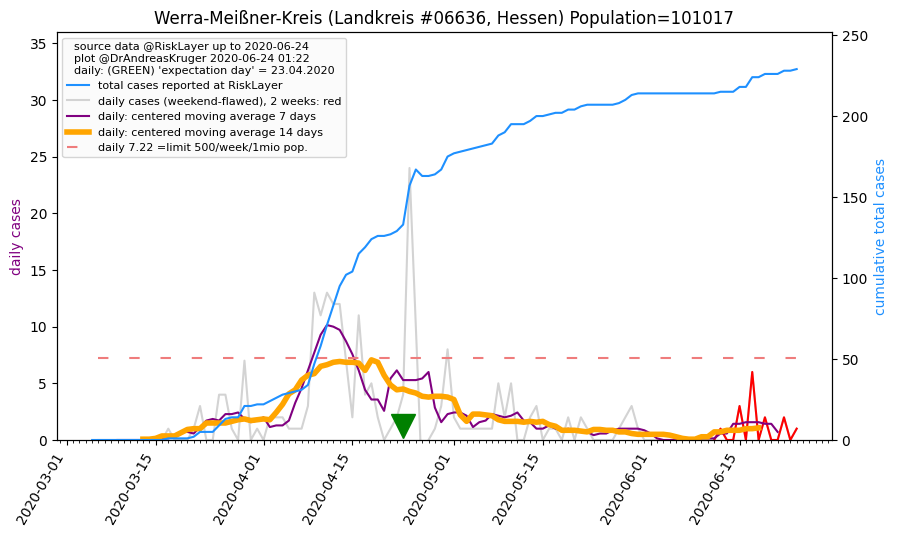 Werra-Meißner-Kreis (Landkreis #06636, Hessen) Population=101017
source data @RiskLayer up to 2020-06-24
plot @DrAndreasKruger 2020-06-24 01:22
daily: (GREEN) 'expectation day' = 23.04.2020
total cases reported at RiskLayer
daily cases (weekend-flawed), 2 weeks: red
daily: centered moving average 7 days
daily: centered moving average 14 days
daily 7.22 =limit 500/week/1mio pop.
daily cases
35
30
25
20
15
10
5
0
cumulative total cases
250
200
150
100
50
0
2020-03-01
2020-03-15
2020-04-01
2020-04-15
2020-05-01
2020-05-15
2020-06-01
2020-06-15